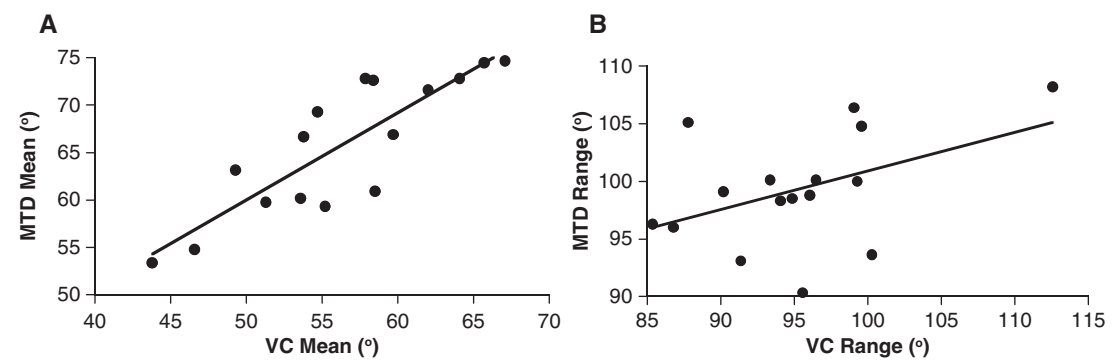 A
75
70
65
60
55
50
MTD Mean (°)
40 45 50 55 60 65 70
VC Mean (°)
B
110
105
100
95
90
MTD Range (°)
85 90 95 100 105 110 115
VC Range (°)